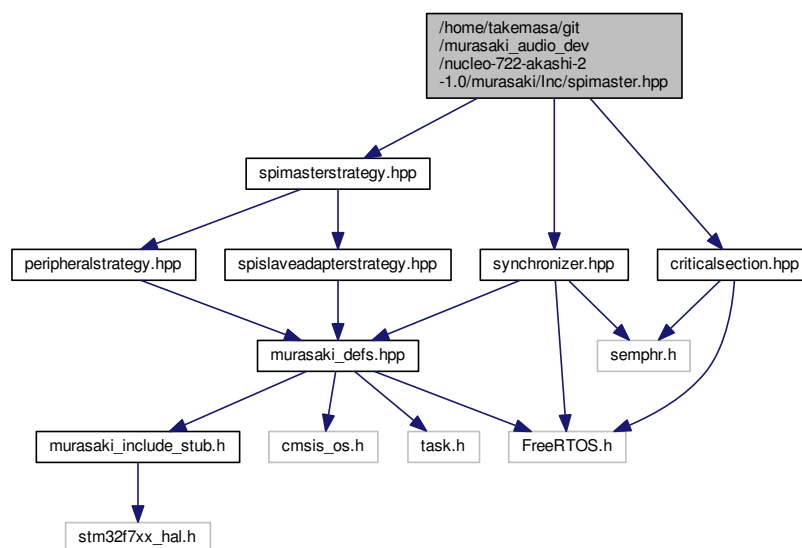 /home/takemasa/git
/murasaki_audio_dev
/nucleo-722-akashi-2
-1.0/murasaki/Inc/spimaster.hpp
spimasterstrategy.hpp
peripheralstrategy.hpp
spislaveadapterstrategy.hpp
synchronizer.hpp
criticalsection.hpp
murasaki_defs.hpp
semphr.h
murasaki_include_stub.h
cmsis_os.h
task.h
FreeRTOS.h
stm32f7xx_hal.h